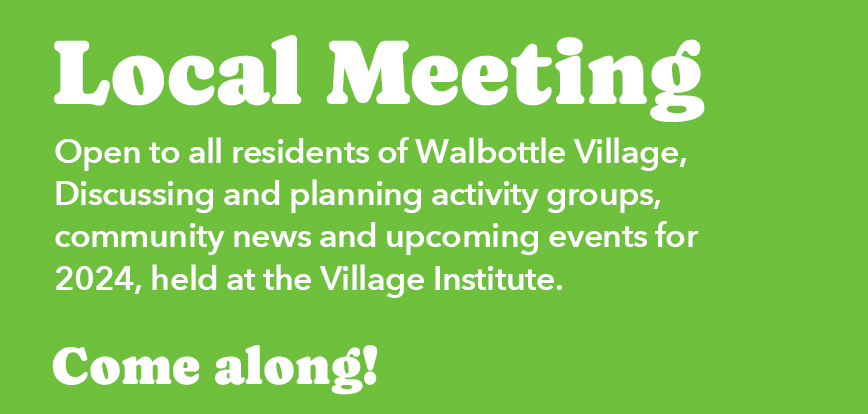 Local Meeting
Open to all residents of Walbottle Village,
Discussing and planning activity groups,
community news and upcoming events for
2024, held at the Village Institute.
Come along!